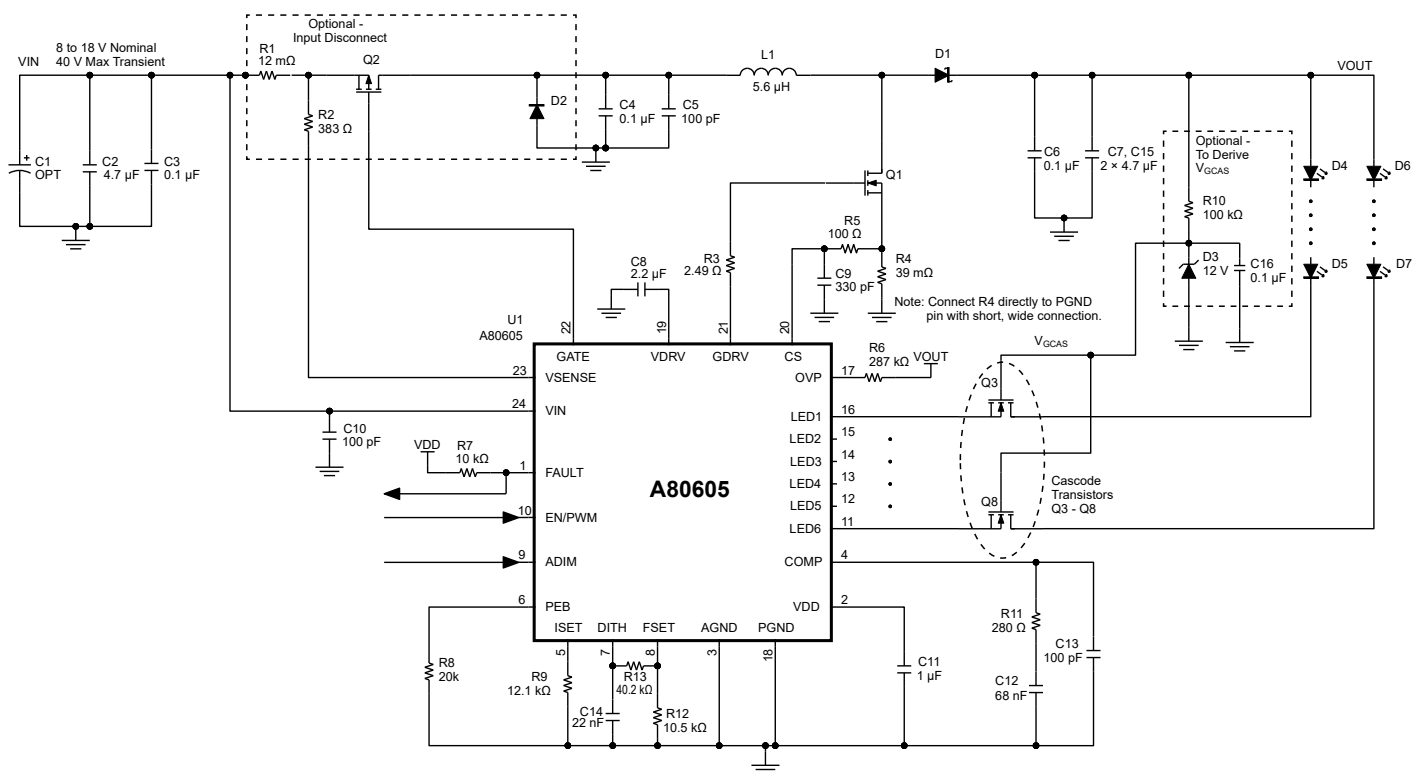 Optional -
Input Disconnect
8 to 18 V Nominal
40 V Max Transient
VIN
R1
12 mΩ
Q2
L1
5.6 µH
D1
VOUT
R2
383 Ω
D2
C4
0.1 µF
C5
100 pF
C1
OPT
+
C2
4.7 µF
C3
0.1 µF
Q1
C6
0.1 µF
C7, C15
2 × 4.7 µF
Optional -
To Derive
VGCAS
R10
100 kΩ
D3
12 V
C16
0.1 µF
D4
D6
D5
D7
R5
100 Ω
R3
2.49 Ω
C8
2.2 µF
C9
330 pF
R4
39 mΩ
Note: Connect R4 directly to PGND
pin with short, wide connection.
U1
A80605
22
19
21
20
GATE
VDRV
GDRV
CS
VGCAS
R6
287 kΩ
VOUT
23
VSENSE
OVP
17
Q3
24
VIN
LED1
16
C10
100 pF
LED2
15
VDD
R7
10 kΩ
LED3
14
1
FAULT
LED4
13
A80605
LED5
12
Cascode
Transistors
Q3 - Q8
Q8
10
EN/PWM
LED6
11
9
ADIM
COMP
4
6
PEB
VDD
2
ISET
DITH
FSET
AGND
PGND
5
7
8
3
18
R11
280 Ω
C13
100 pF
R8
20k
R9
12.1 kΩ
R13
40.2 kΩ
C11
1 µF
C12
68 nF
C14
22 nF
R12
10.5 kΩ